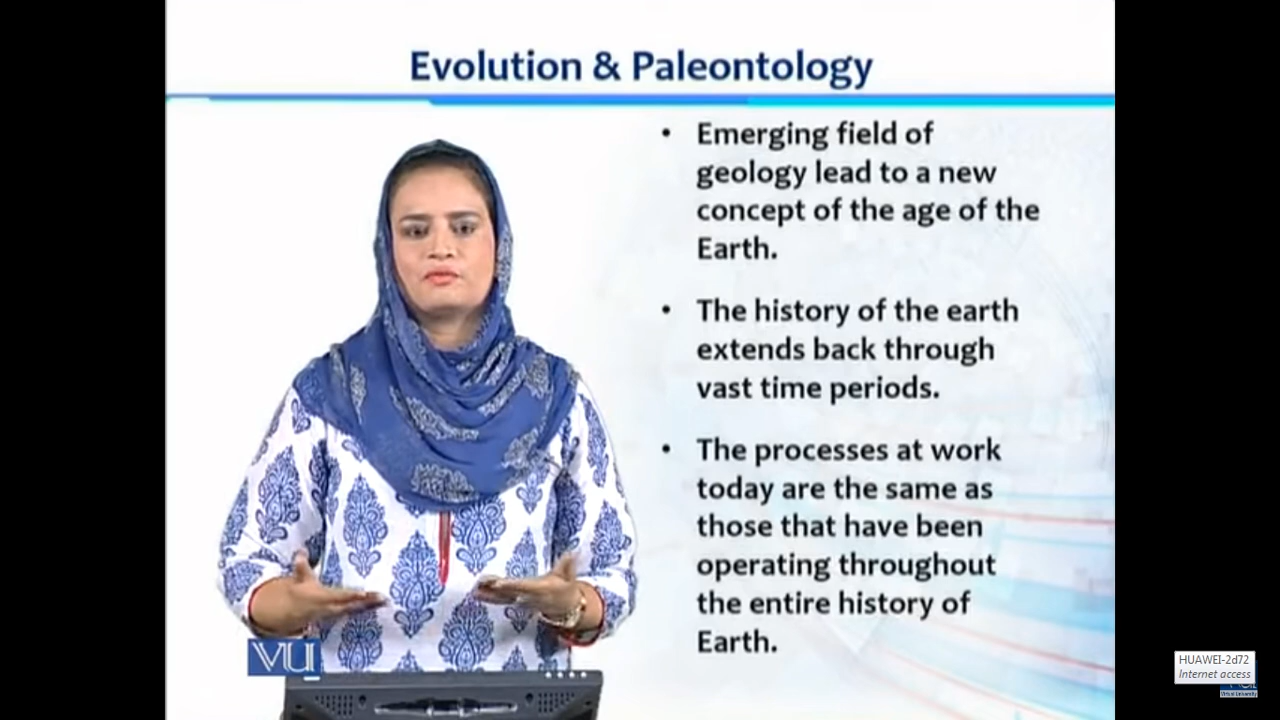 Evolution & Paleontology
• Emerging field of
geology lead to a new
concept of the age of the
Earth.
• The history of the earth
extends back through
vast time periods.
• The processes at work
today are the same as
those that have been
operating throughout
the entire history of
Earth.
VU
HUAWEI-2d72
Internet access
Virtual University